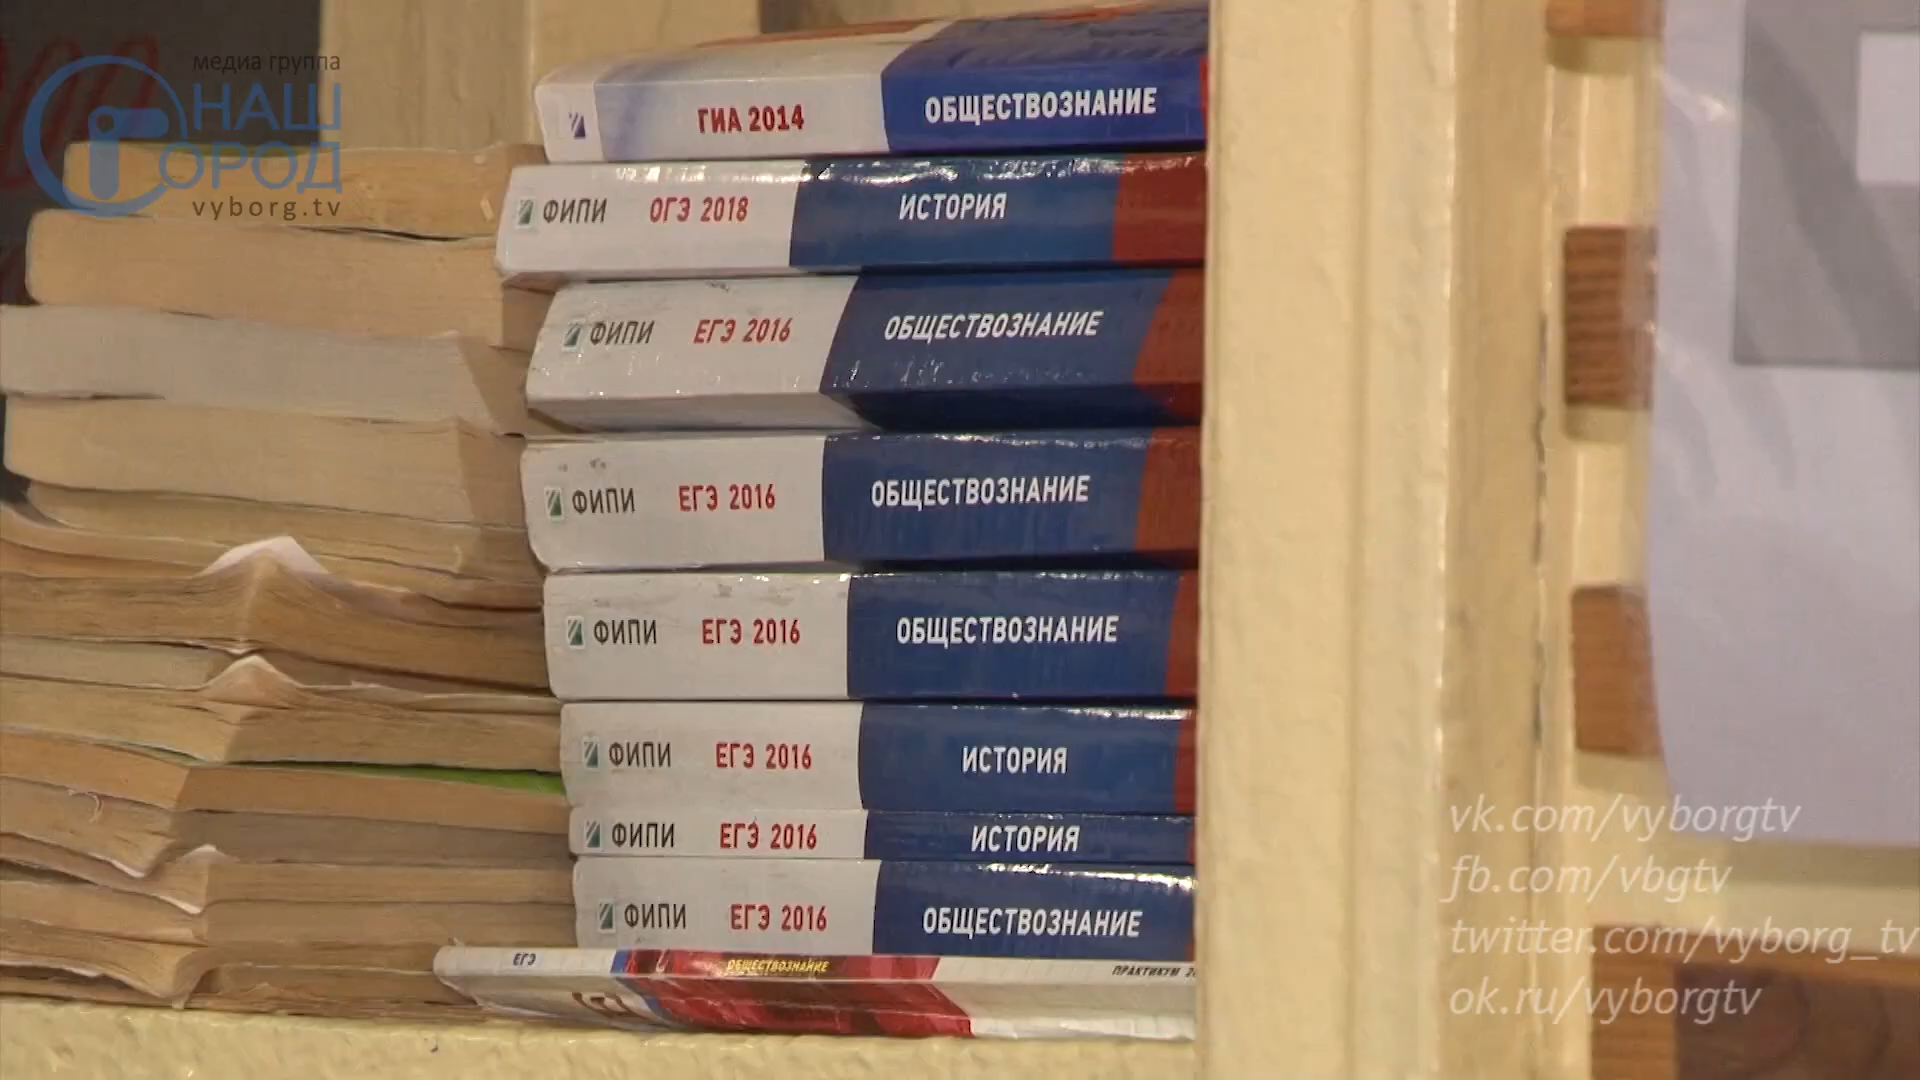 медиа группа
НАШ
ГОРОД
vyborg.tv
ГИА 2014 ОБЩЕСТВОЗНАНИЕ
ФИПИ ОГЭ 2018 ИСТОРИЯ
ФИПИ ЕГЭ 2016 ОБЩЕСТВОЗНАНИЕ
ФИПИ ЕГЭ 2016 ОБЩЕСТВОЗНАНИЕ
ФИПИ ЕГЭ 2016 ОБЩЕСТВОЗНАНИЕ
ФИПИ ЕГЭ 2016 ИСТОРИЯ
ФИПИ ЕГЭ 2016 ИСТОРИЯ
ФИПИ ЕГЭ 2016 ОБЩЕСТВОЗНАНИЕ
ЕГЭ ОБЩЕСТВОЗНАНИЕ ПРАКТИКУМ
vk.com/vyborgtv
fb.com/vbgtv
twitter.com/vyborg_tv
ok.ru/vyborgtv